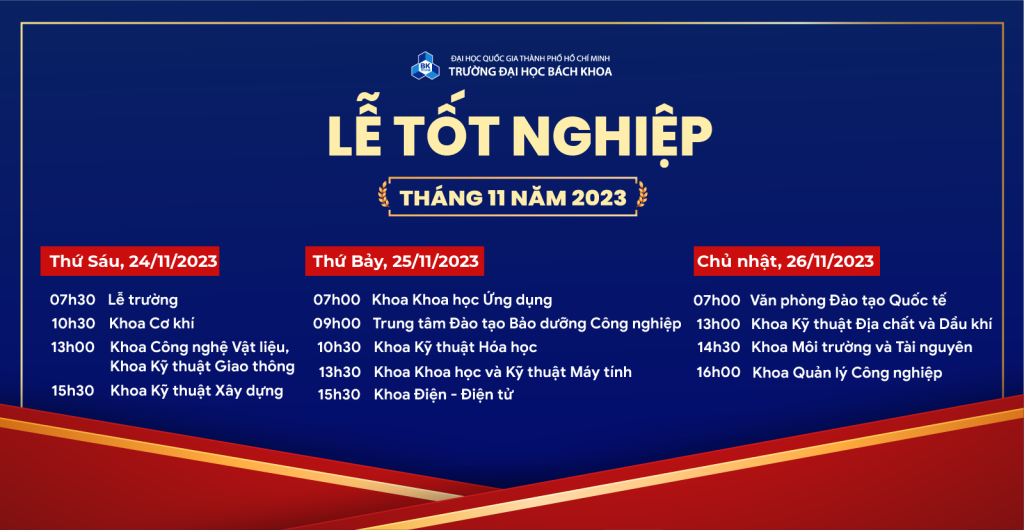 BK
ĐẠI HỌC QUỐC GIA THÀNH PHỐ HỒ CHÍ MINH
TRƯỜNG ĐẠI HỌC BÁCH KHOA
LỄ TỐT NGHIỆP
THÁNG 11 NĂM 2023
Thứ Sáu, 24/11/2023
07h30 Lễ trường
10h30 Khoa Cơ khí
13h00 Khoa Công nghệ Vật liệu,
Khoa Kỹ thuật Giao thông
15h30 Khoa Kỹ thuật Xây dựng
Thứ Bảy, 25/11/2023
07h00 Khoa Khoa học Ứng dụng
09h00 Trung tâm Đào tạo Bảo dưỡng Công nghiệp
10h30 Khoa Kỹ thuật Hóa học
13h30 Khoa Khoa học và Kỹ thuật Máy tính
15h30 Khoa Điện - Điện tử
Chủ nhật, 26/11/2023
07h00 Văn phòng Đào tạo Quốc tế
13h00 Khoa Kỹ thuật Địa chất và Dầu khí
14h30 Khoa Môi trường và Tài nguyên
16h00 Khoa Quản lý Công nghiệp